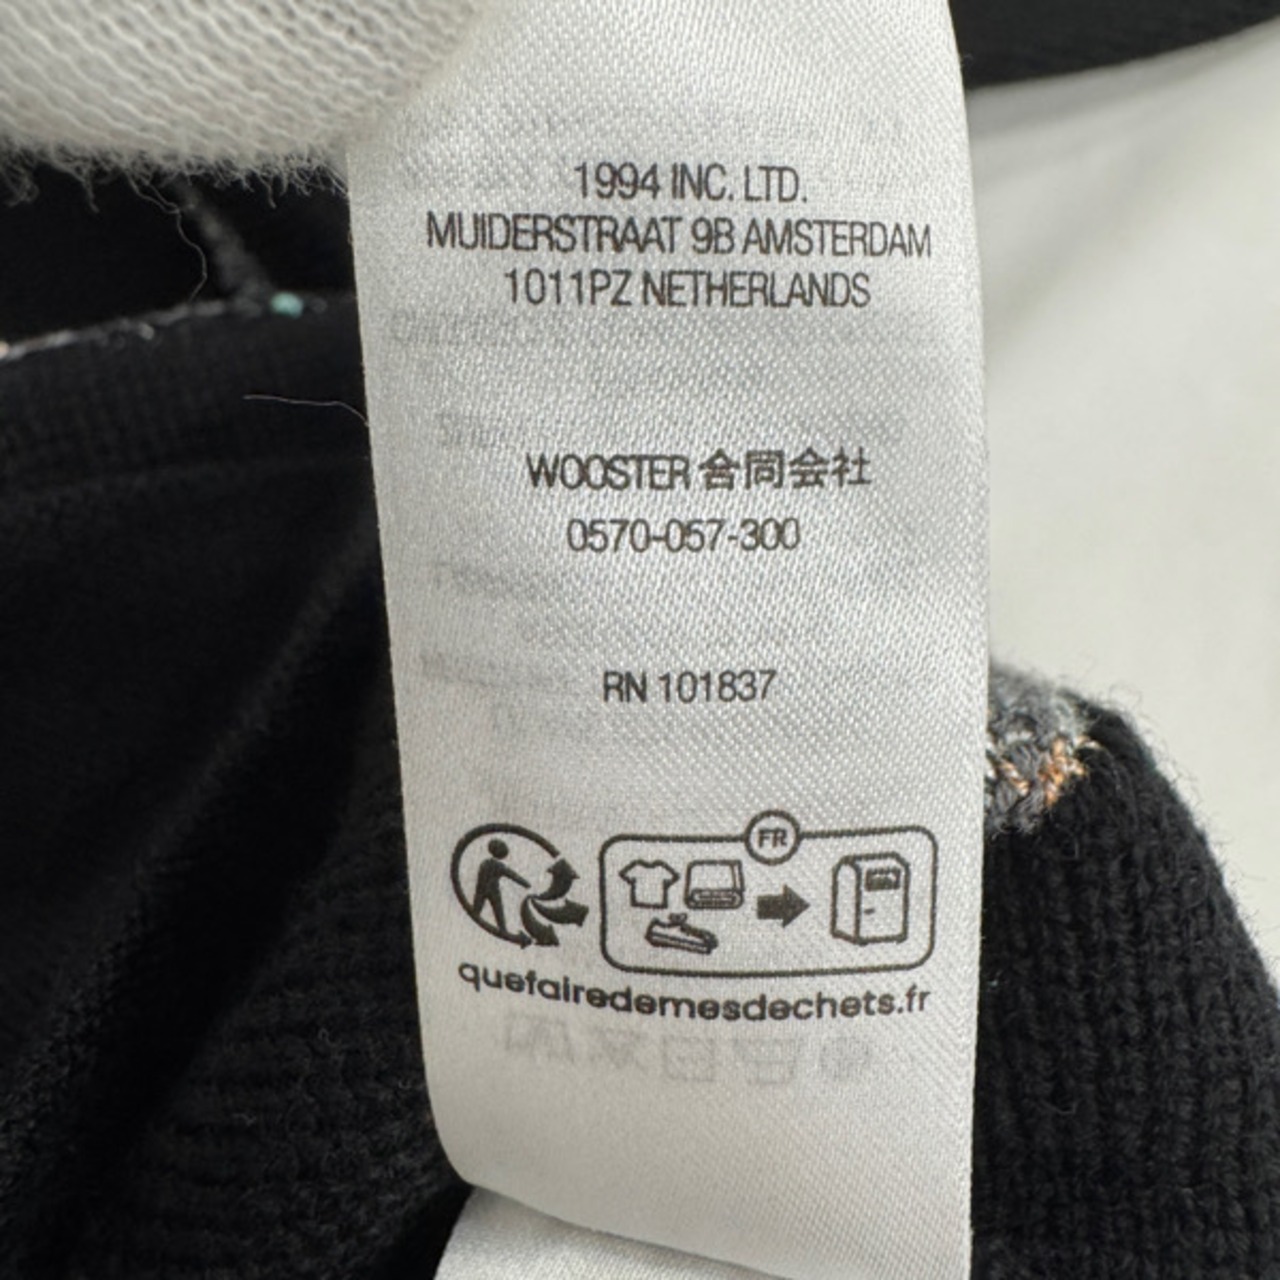 1994 INC. LTD.
MUIDERSTRAAT 9B AMSTERDAM
1011PZ NETHERLANDS
WOOSTER 合同会社
0570-057-300
RN 101837
FR
quefairedemesdechets.fr